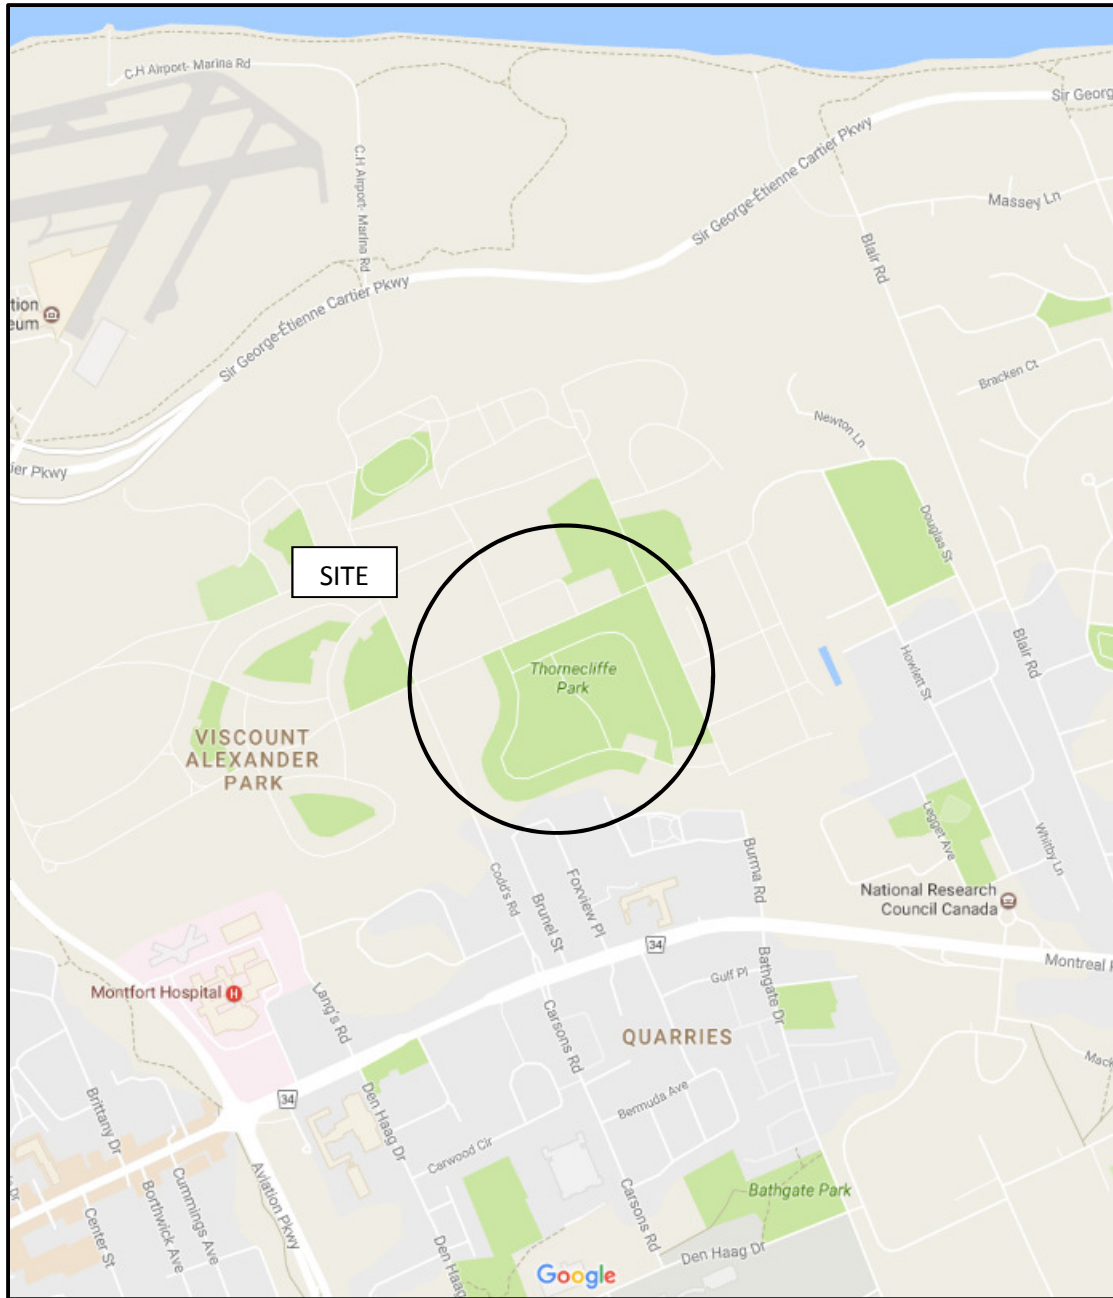 C.H Airport- Marina Rd
Sir Georg
C.H Airport- Marina Rd
Sir George-Étienne Cartier Pkwy
Massey Ln
Blair Rd
tion
eum
Sir George-Étienne Cartier Pkwy
Bracken Ct
Newton Ln
ier Pkwy
Douglas St
SITE
Thornecliffe
Park
Howlett St
Blair Rd
VISCOUNT
ALEXANDER
PARK
Legget Ave
Whitby Ln
Burma Rd
Codd's Rd
Brunel St
Foxview Pl
National Research
Council Canada
34
Montreal R
Gulf Pl
Bathgate Dr
Montfort Hospital
H
Lang's Rd
Carsons Rd
QUARRIES
Mack
34
Brittany Dr
Den Haag Dr
Bermuda Ave
Carwood Cir
Dr
Center St
Borthwick Ave
Cummings Ave
Aviation Pkwy
Carsons Rd
Bathgate Park
Den Haag
Den Haag Dr
Google